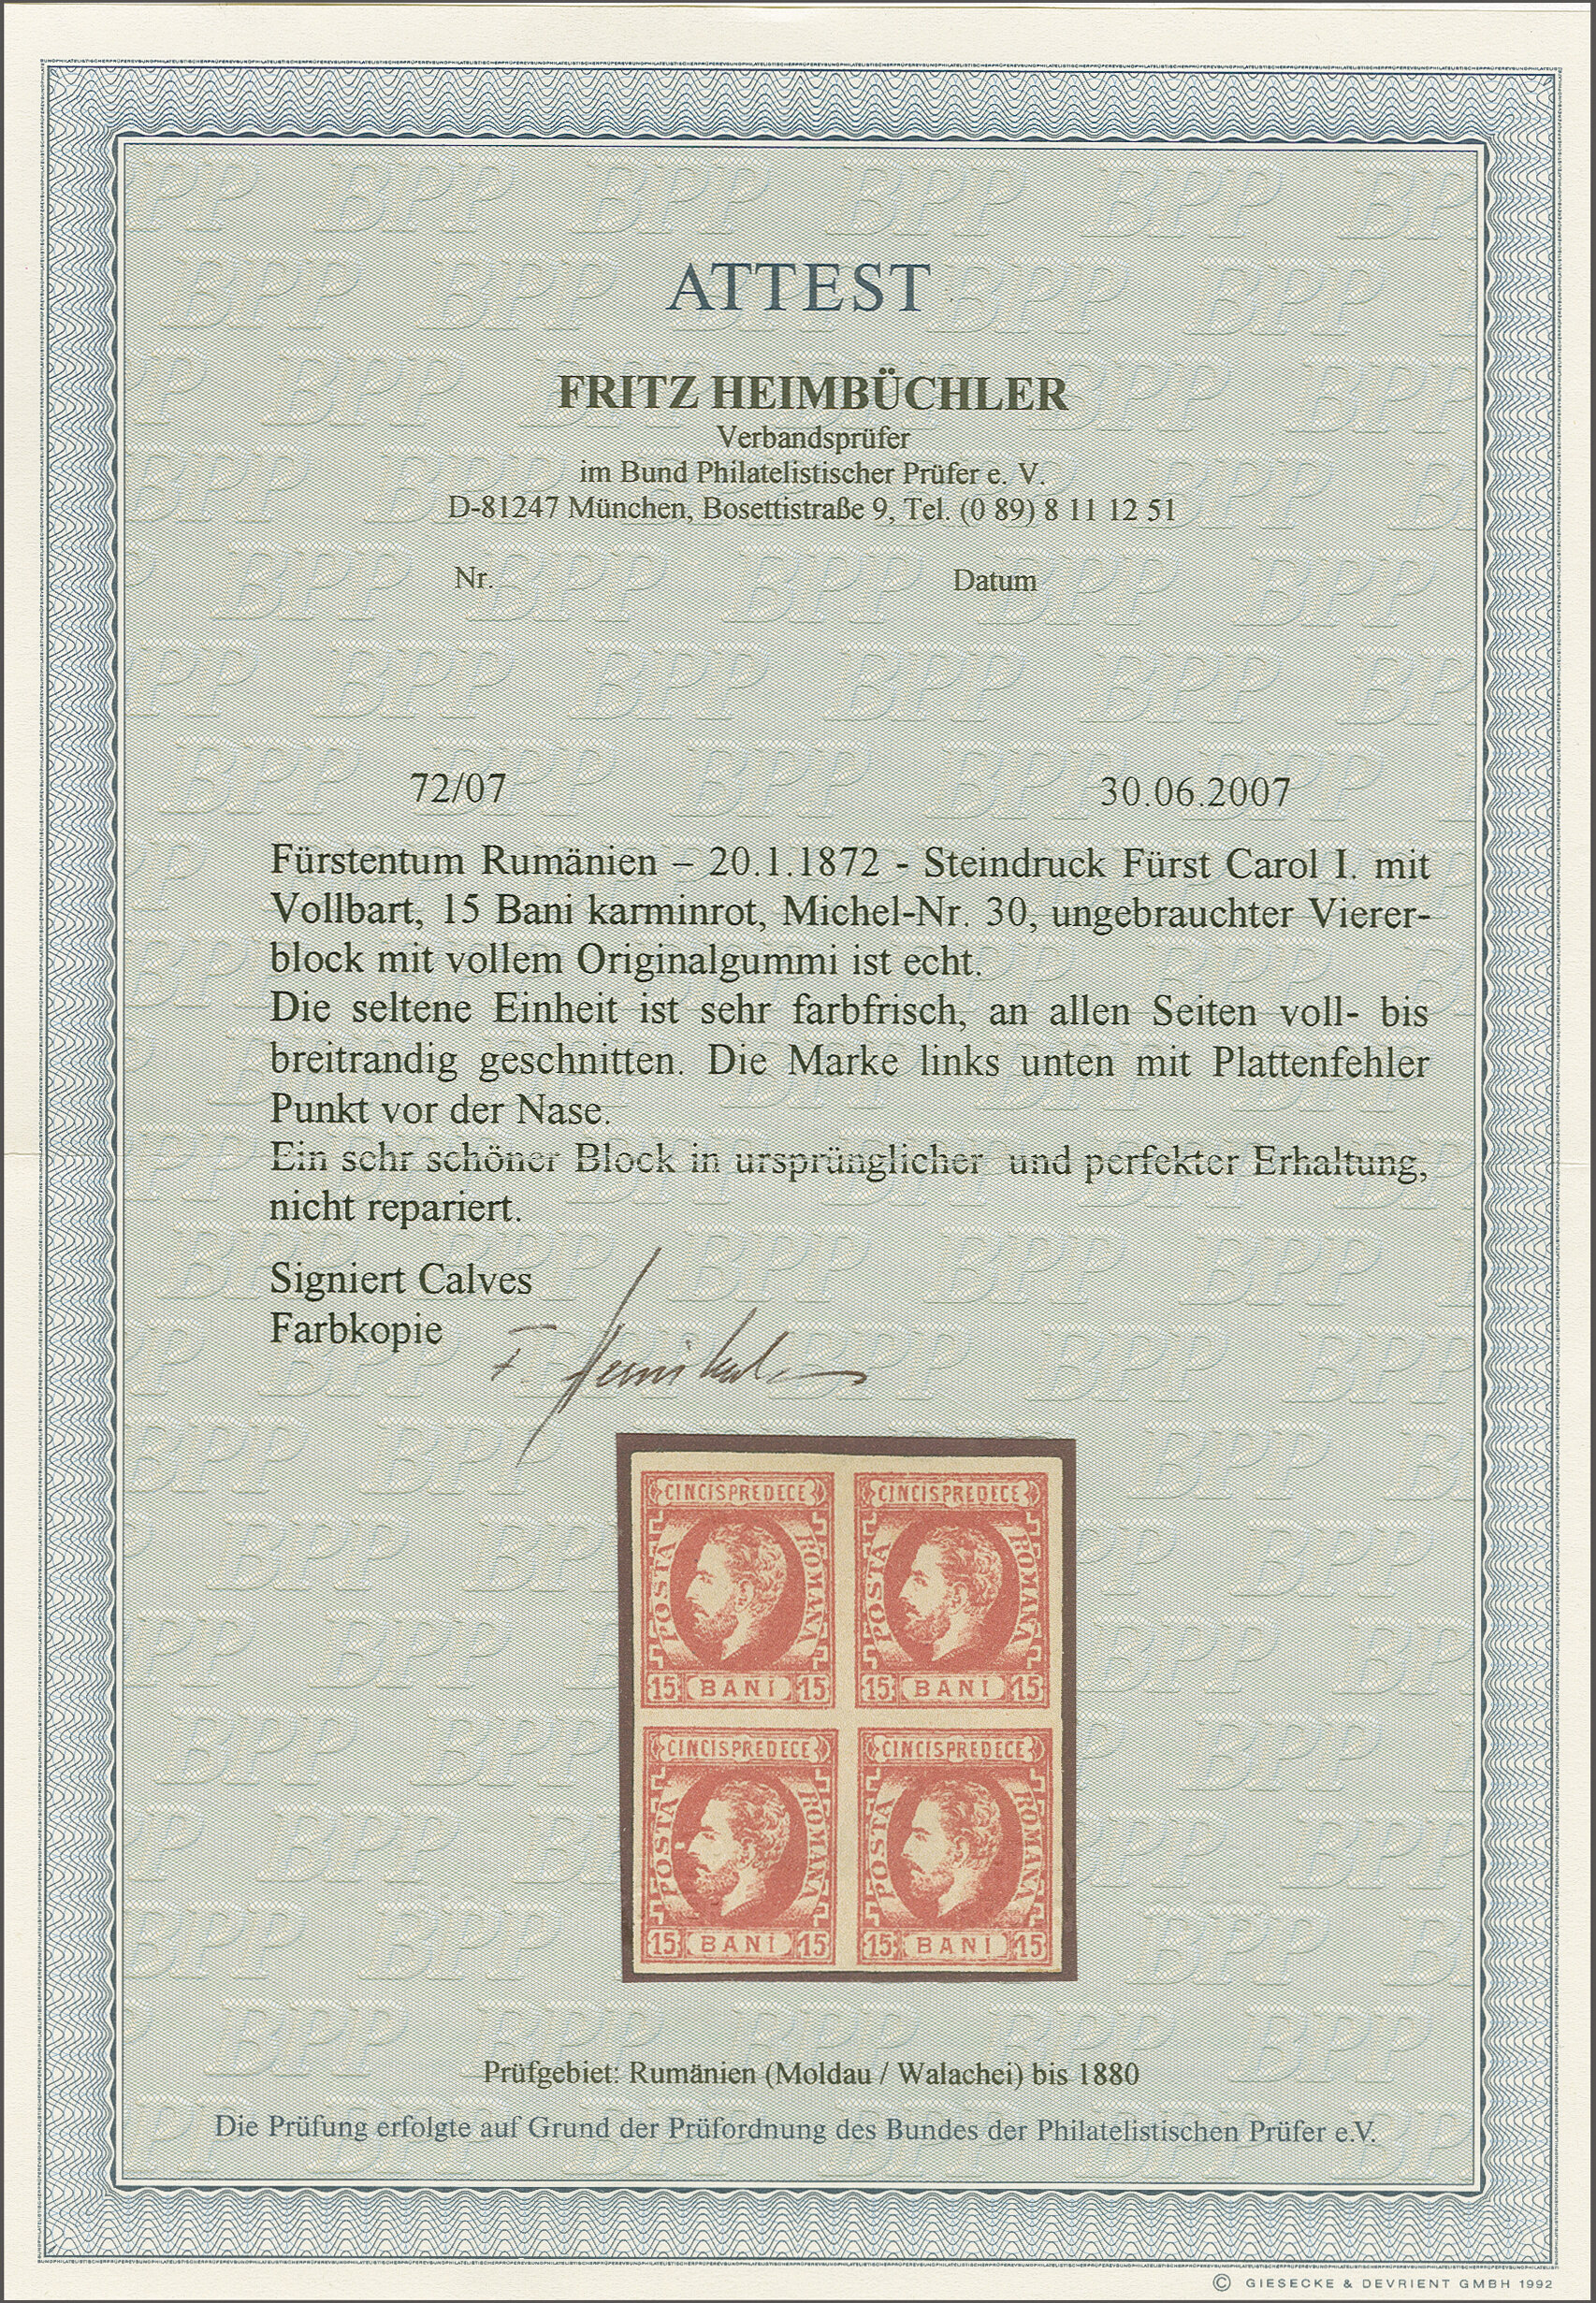 ATTEST
FRITZ HEIMBÜCHLER
Verbandsprüfer
im Bund Philatelistischer Prüfer e. V.
D-81247 München, Bosettistraße 9, Tel. (0 89) 8 11 12 51
Nr. Datum
72/07 30.06.2007
Fürstentum Rumänien – 20.1.1872 - Steindruck Fürst Carol I. mit
Vollbart, 15 Bani karminrot, Michel-Nr. 30, ungebrauchter Vierer-
block mit vollem Originalgummi ist echt.
Die seltene Einheit ist sehr farbfrisch, an allen Seiten voll- bis
breitrandig geschnitten. Die Marke links unten mit Plattenfehler
Punkt vor der Nase.
Ein sehr schöner Block in ursprünglicher und perfekter Erhaltung,
nicht repariert.
Signiert Calves
Farbkopie
CINCISPREDECE CINCISPREDECE
POSTA ROMANA POSTA ROMANA
15 BANI 15 15 BANI 15
CINCISPREDECE CINCISPREDECE
POSTA ROMANA POSTA ROMANA
15 BANI 15 15 BANI 15
Prüfgebiet: Rumänien (Moldau / Walachei) bis 1880
Die Prüfung erfolgte auf Grund der Prüfordnung des Bundes der Philatelistischen Prüfer e.V.
© GIESECKE & DEVRIENT GMBH 1992